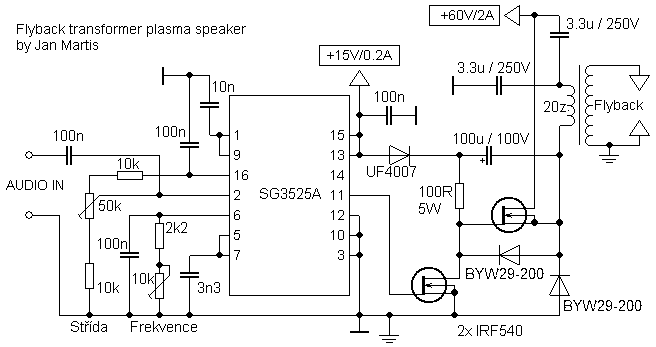 Flyback transformer plasma speaker
by Jan Martis
+60V/2A
3.3u / 250V
+15V/0.2A
3.3u / 250V
10n
100n
20z
Flyback
100n
100n
1
15
100u / 100V
+
9
13
10k
UF4007
16
14
AUDIO IN
SG3525A
50k
2
11
100R
5W
6
12
100n
2k2
5
10
7
3
10k
10k
3n3
BYW29-200
BYW29-200
Střída
Frekvence
2x IRF540